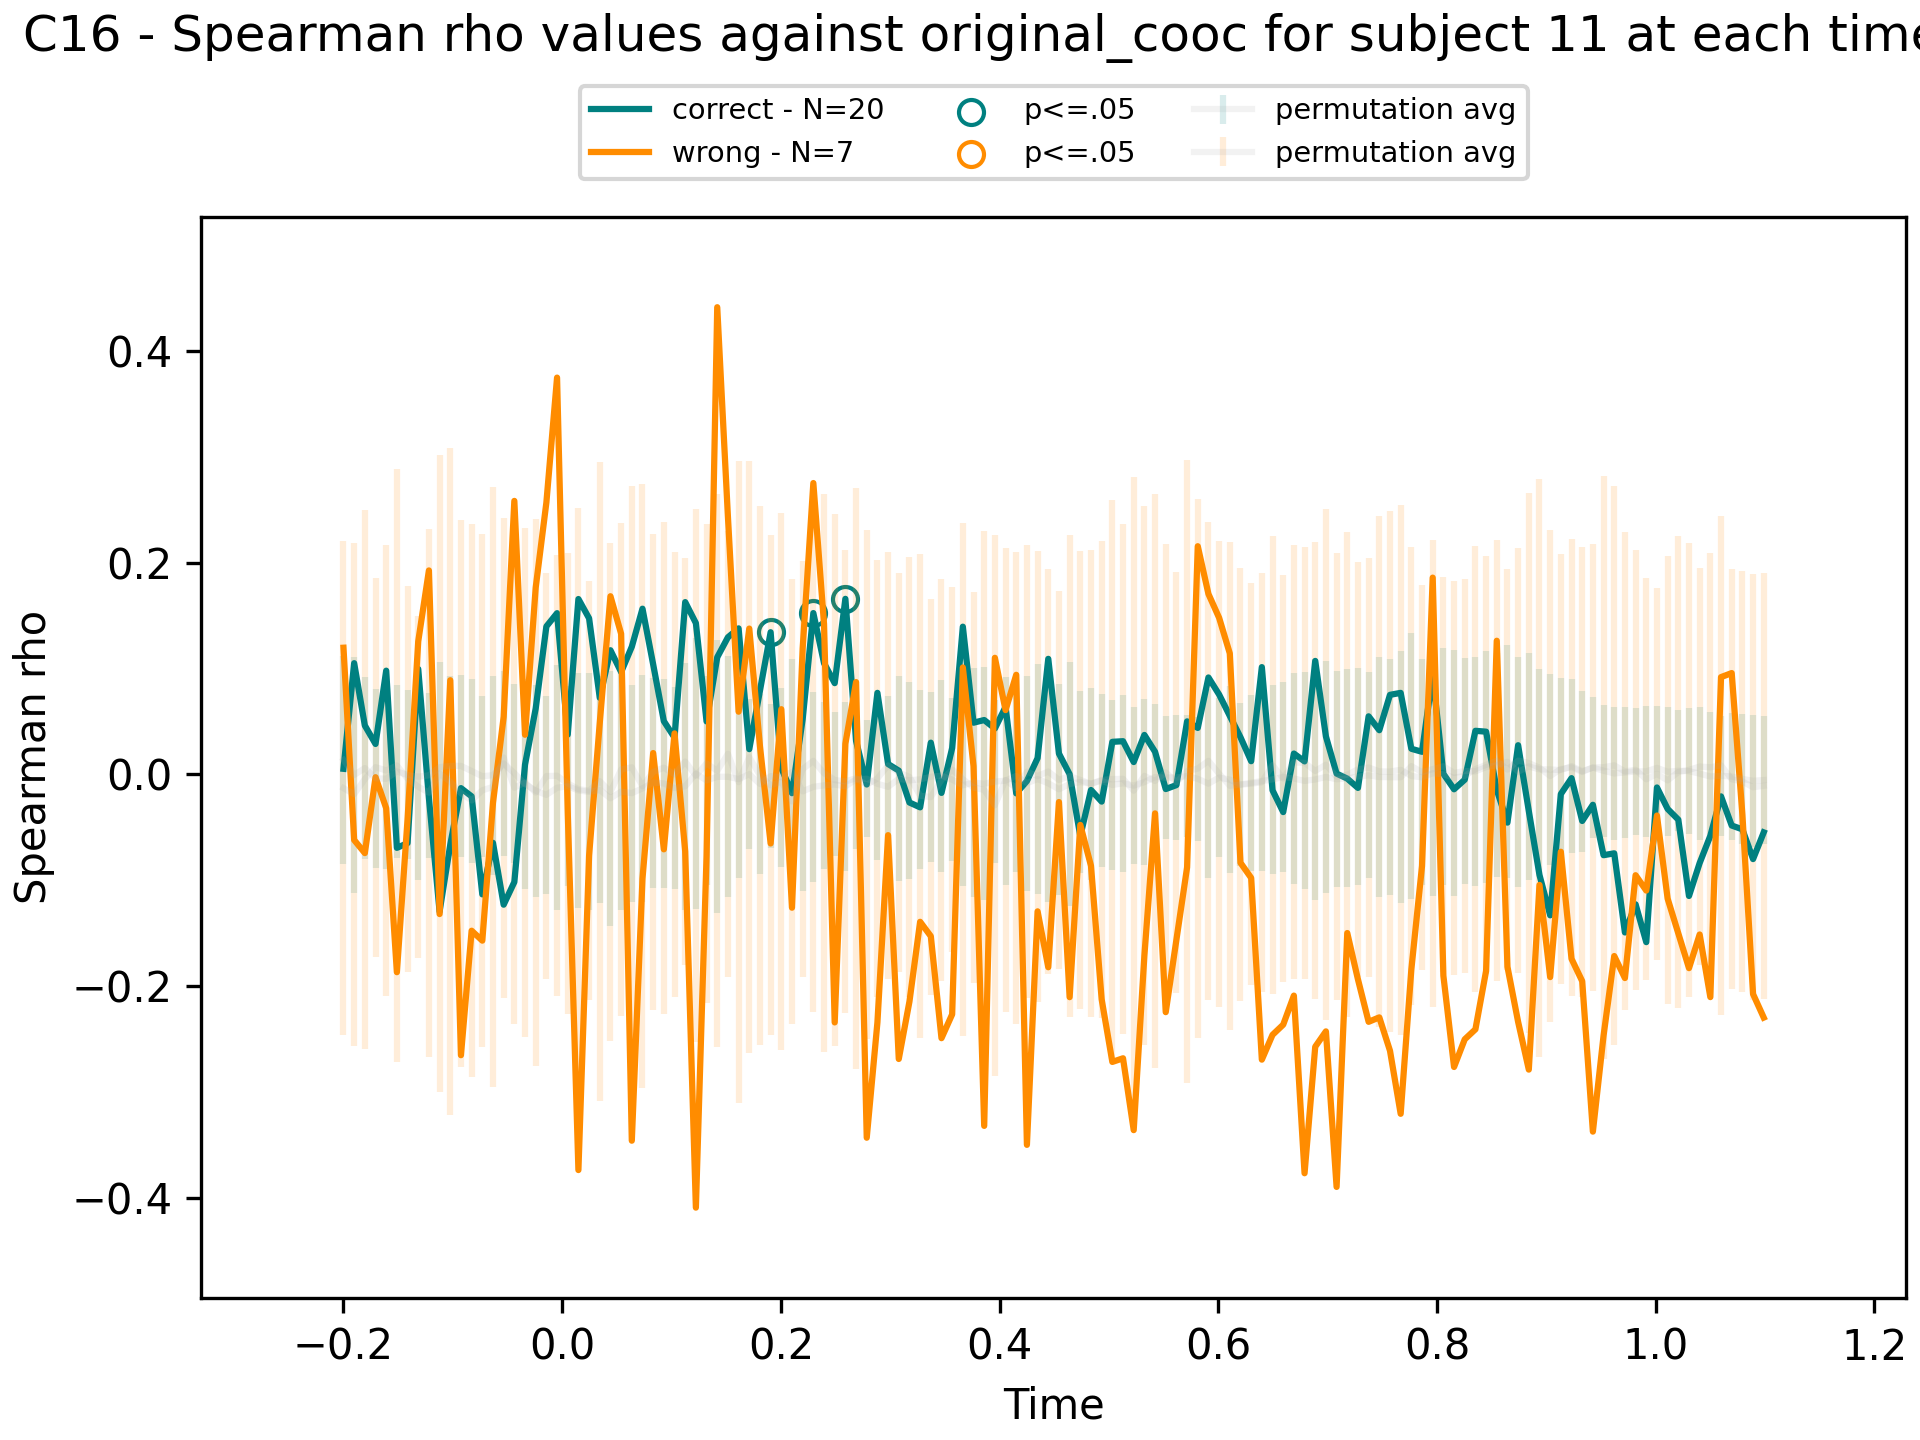 C16 - Spearman rho values against original_cooc for subject 11 at each time
correct - N=20 p<=.05 permutation avg
wrong - N=7 p<=.05 permutation avg
Spearman rho
0.4
0.2
0.0
−0.2
−0.4
−0.2 0.0 0.2 0.4 0.6 0.8 1.0 1.2
Time